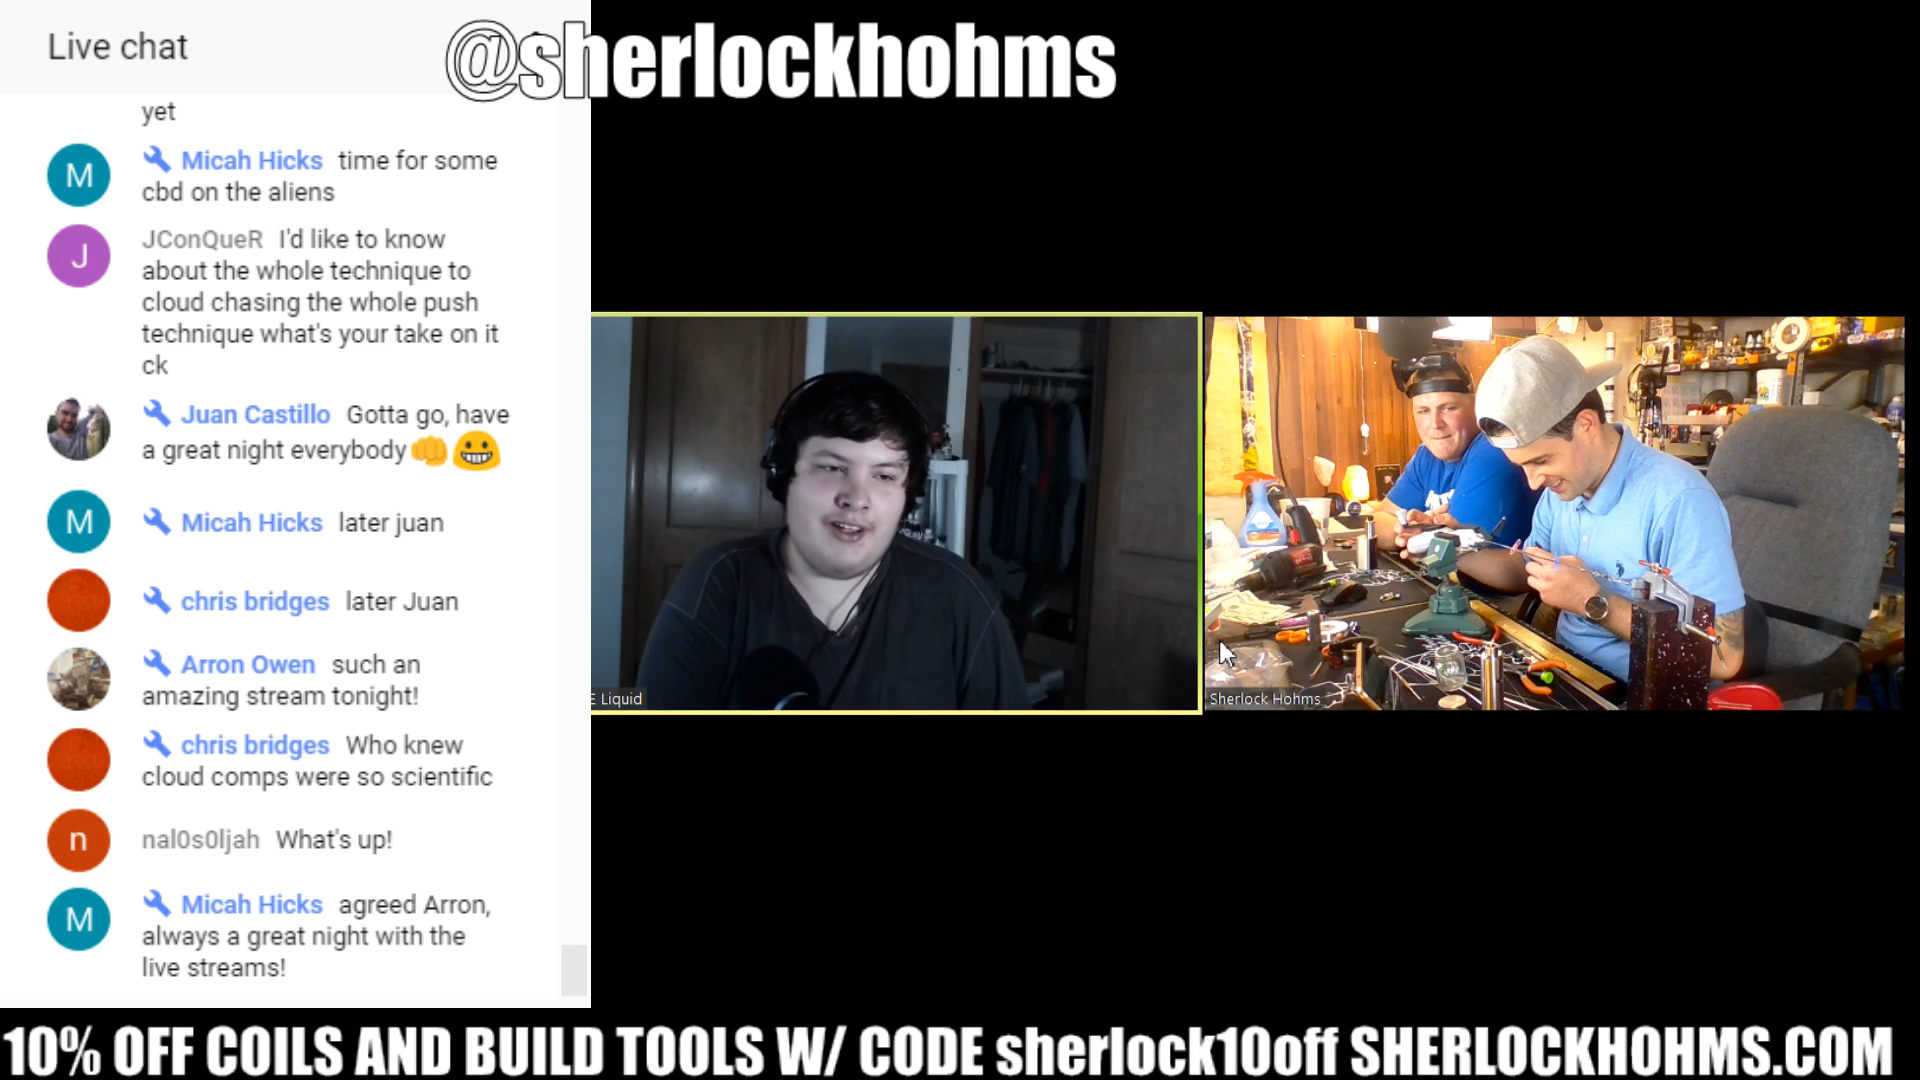 Live chat
@sherlockhohms
yet
M
Micah Hicks time for some
cbd on the aliens
J
JConQueR I'd like to know
about the whole technique to
cloud chasing the whole push
technique what's your take on it
ck
Juan Castillo Gotta go, have
a great night everybody👊😀
M
Micah Hicks later juan
chris bridges later Juan
Arron Owen such an
amazing stream tonight!
chris bridges Who knew
cloud comps were so scientific
n
nal0s0ljah What's up!
M
Micah Hicks agreed Arron,
always a great night with the
live streams!
E Liquid
Sherlock Hohms
10% OFF COILS AND BUILD TOOLS W/ CODE sherlock10off SHERLOCKHOHMS.COM